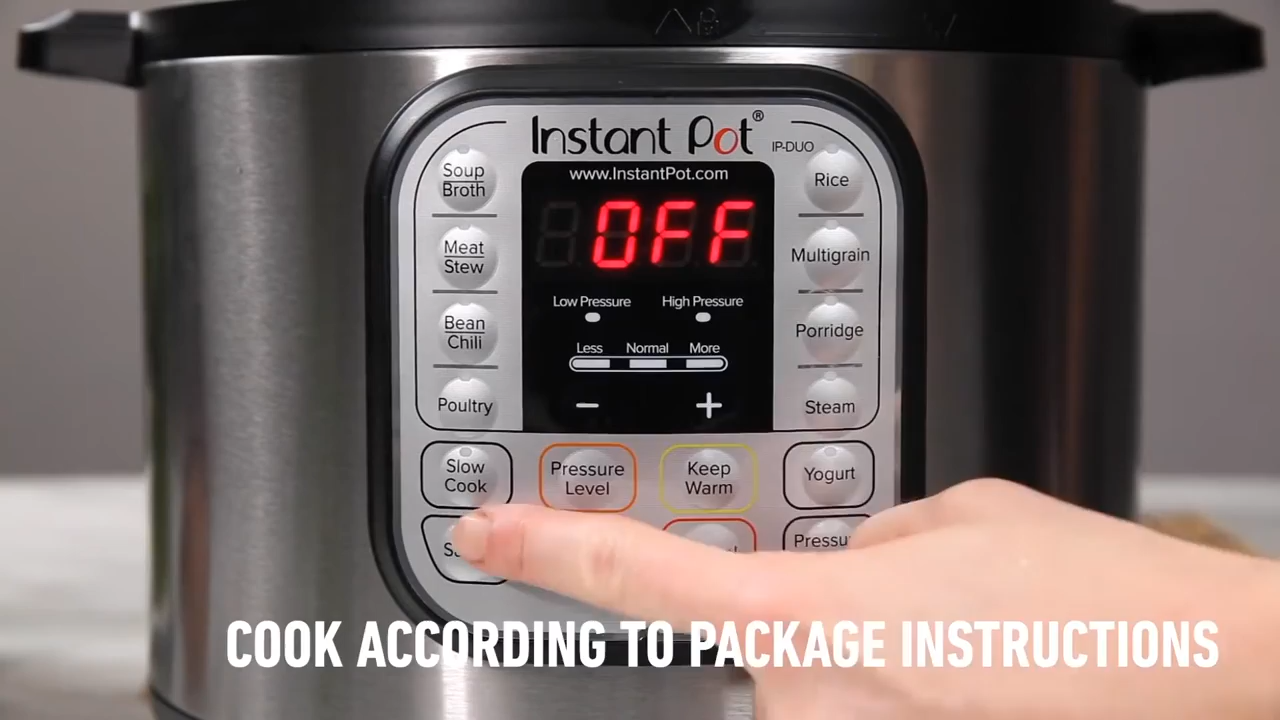 Instant Pot®
IP-DUO
www.InstantPot.com
OFF
Low Pressure High Pressure
Less Normal More
− +
Soup
Broth
Meat
Stew
Bean
Chili
Poultry
Rice
Multigrain
Porridge
Steam
Slow
Cook
Pressure
Level
Keep
Warm
Yogurt
COOK ACCORDING TO PACKAGE INSTRUCTIONS